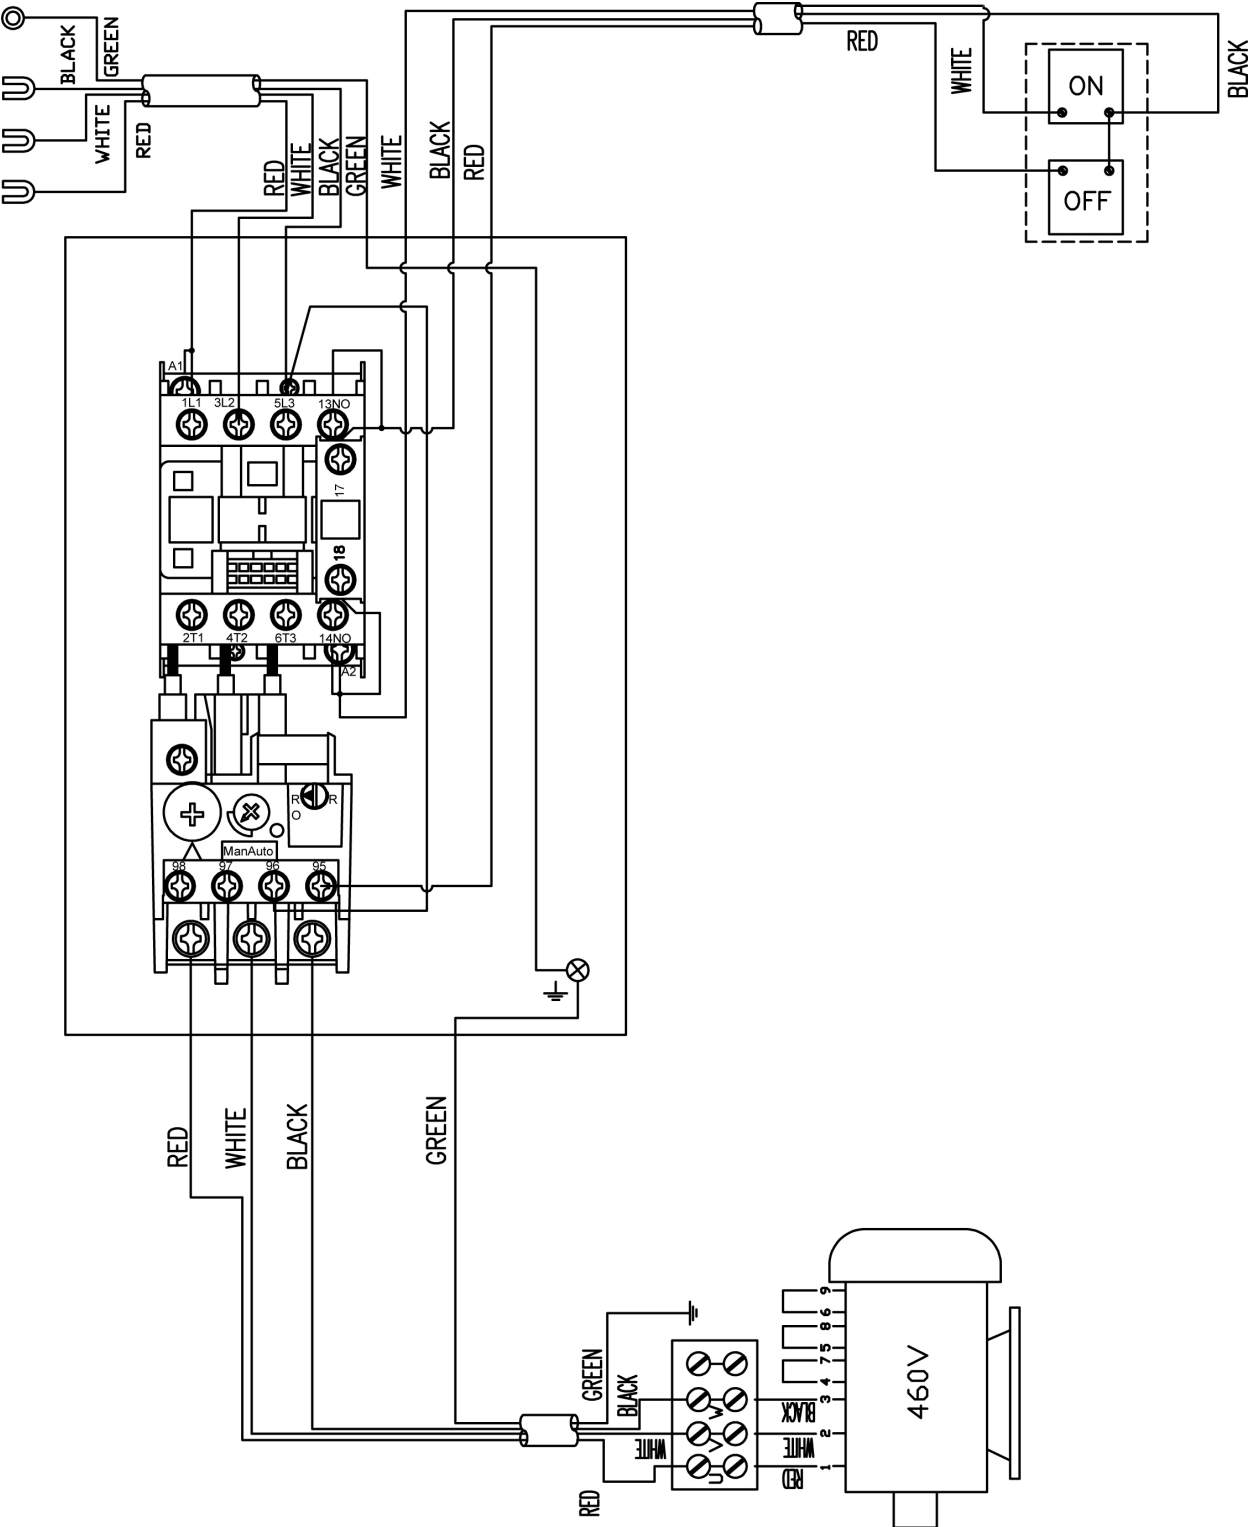 BLACK
GREEN
WHITE
RED
RED
WHITE
BLACK
GREEN
WHITE
BLACK
RED
RED
WHITE
BLACK
ON
OFF
A1
1L1 3L2 5L3 13NO
17
18
2T1 4T2 6T3 14NO
A2
R R
O
ManAuto
98 97 96 95
RED
WHITE
BLACK
GREEN
GREEN
BLACK
WHITE
RED
W
V
U
BLACK
WHITE
RED
9
6
8
5
7
4
3
2
1
460V